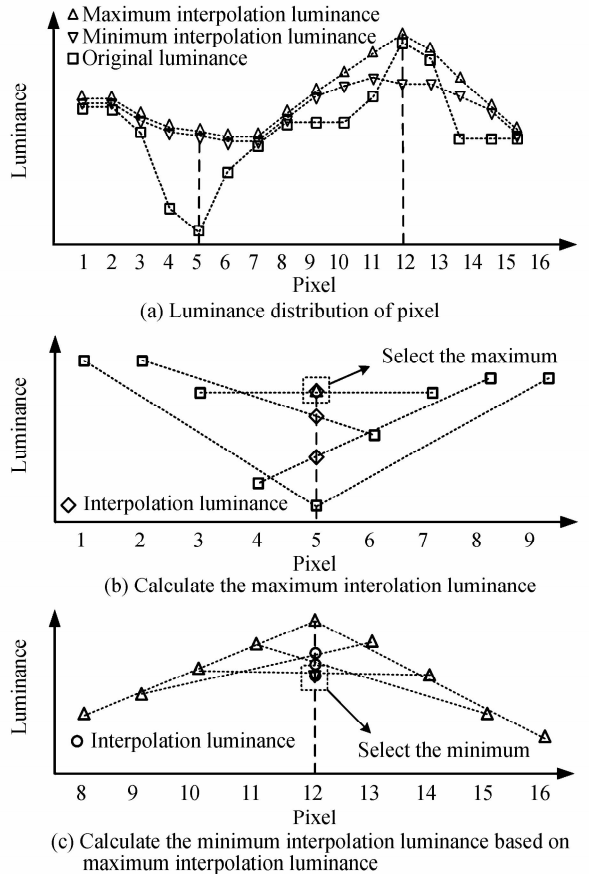 Maximum interpolation luminance
Minimum interpolation luminance
Original luminance
Luminance
1 2 3 4 5 6 7 8 9 10 11 12 13 14 15 16
Pixel
(a) Luminance distribution of pixel
Select the maximum
Luminance
Interpolation luminance
1 2 3 4 5 6 7 8 9
Pixel
(b) Calculate the maximum interolation luminance
Luminance
Interpolation luminance
Select the minimum
8 9 10 11 12 13 14 15 16
Pixel
(c) Calculate the minimum interpolation luminance based on
maximum interpolation luminance